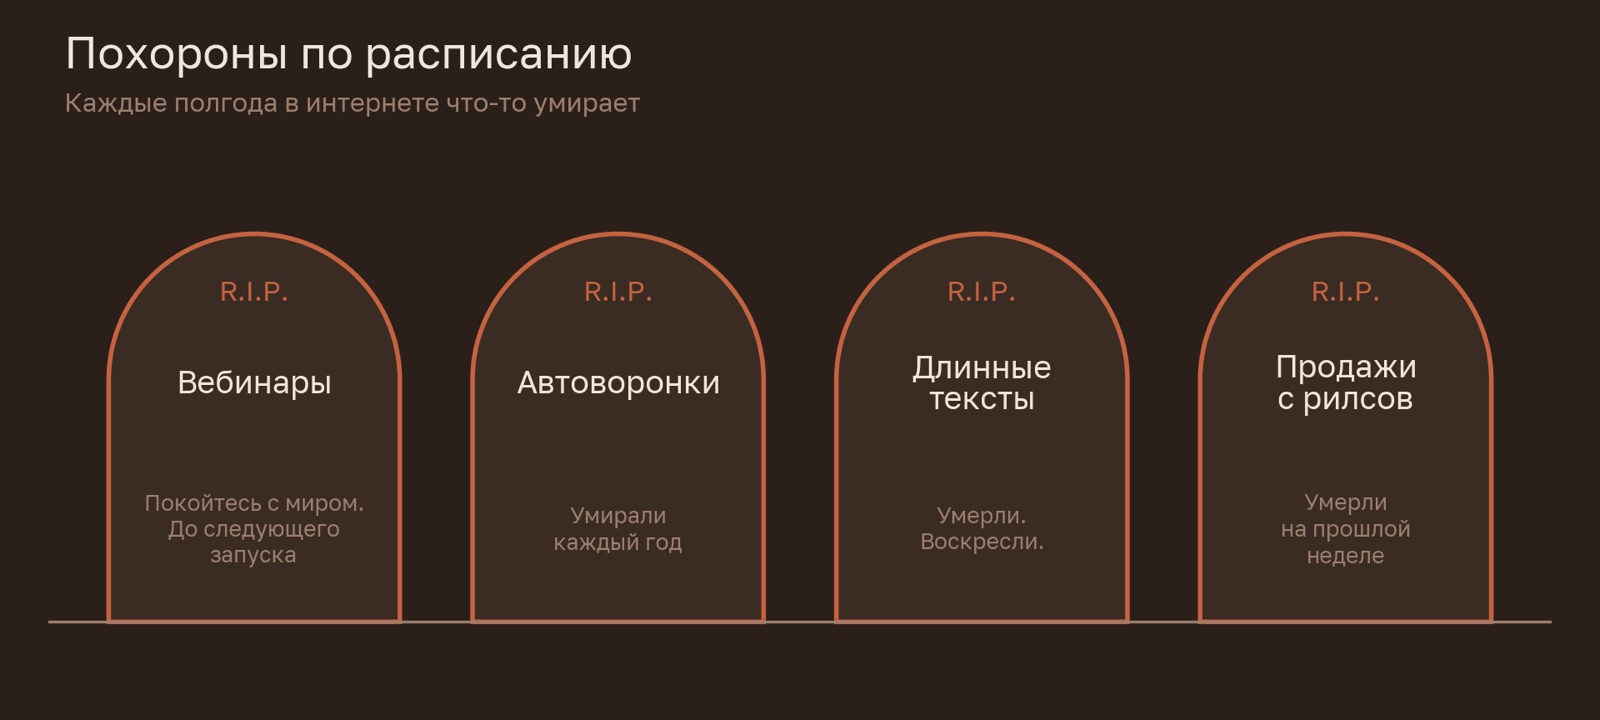 Похороны по расписанию
Каждые полгода в интернете что-то умирает
R.I.P.
Вебинары
Покойтесь с миром.
До следующего
запуска
R.I.P.
Автоворонки
Умирали
каждый год
R.I.P.
Длинные
тексты
Умерли.
Воскресли.
R.I.P.
Продажи
с рилсов
Умерли
на прошлой
неделе